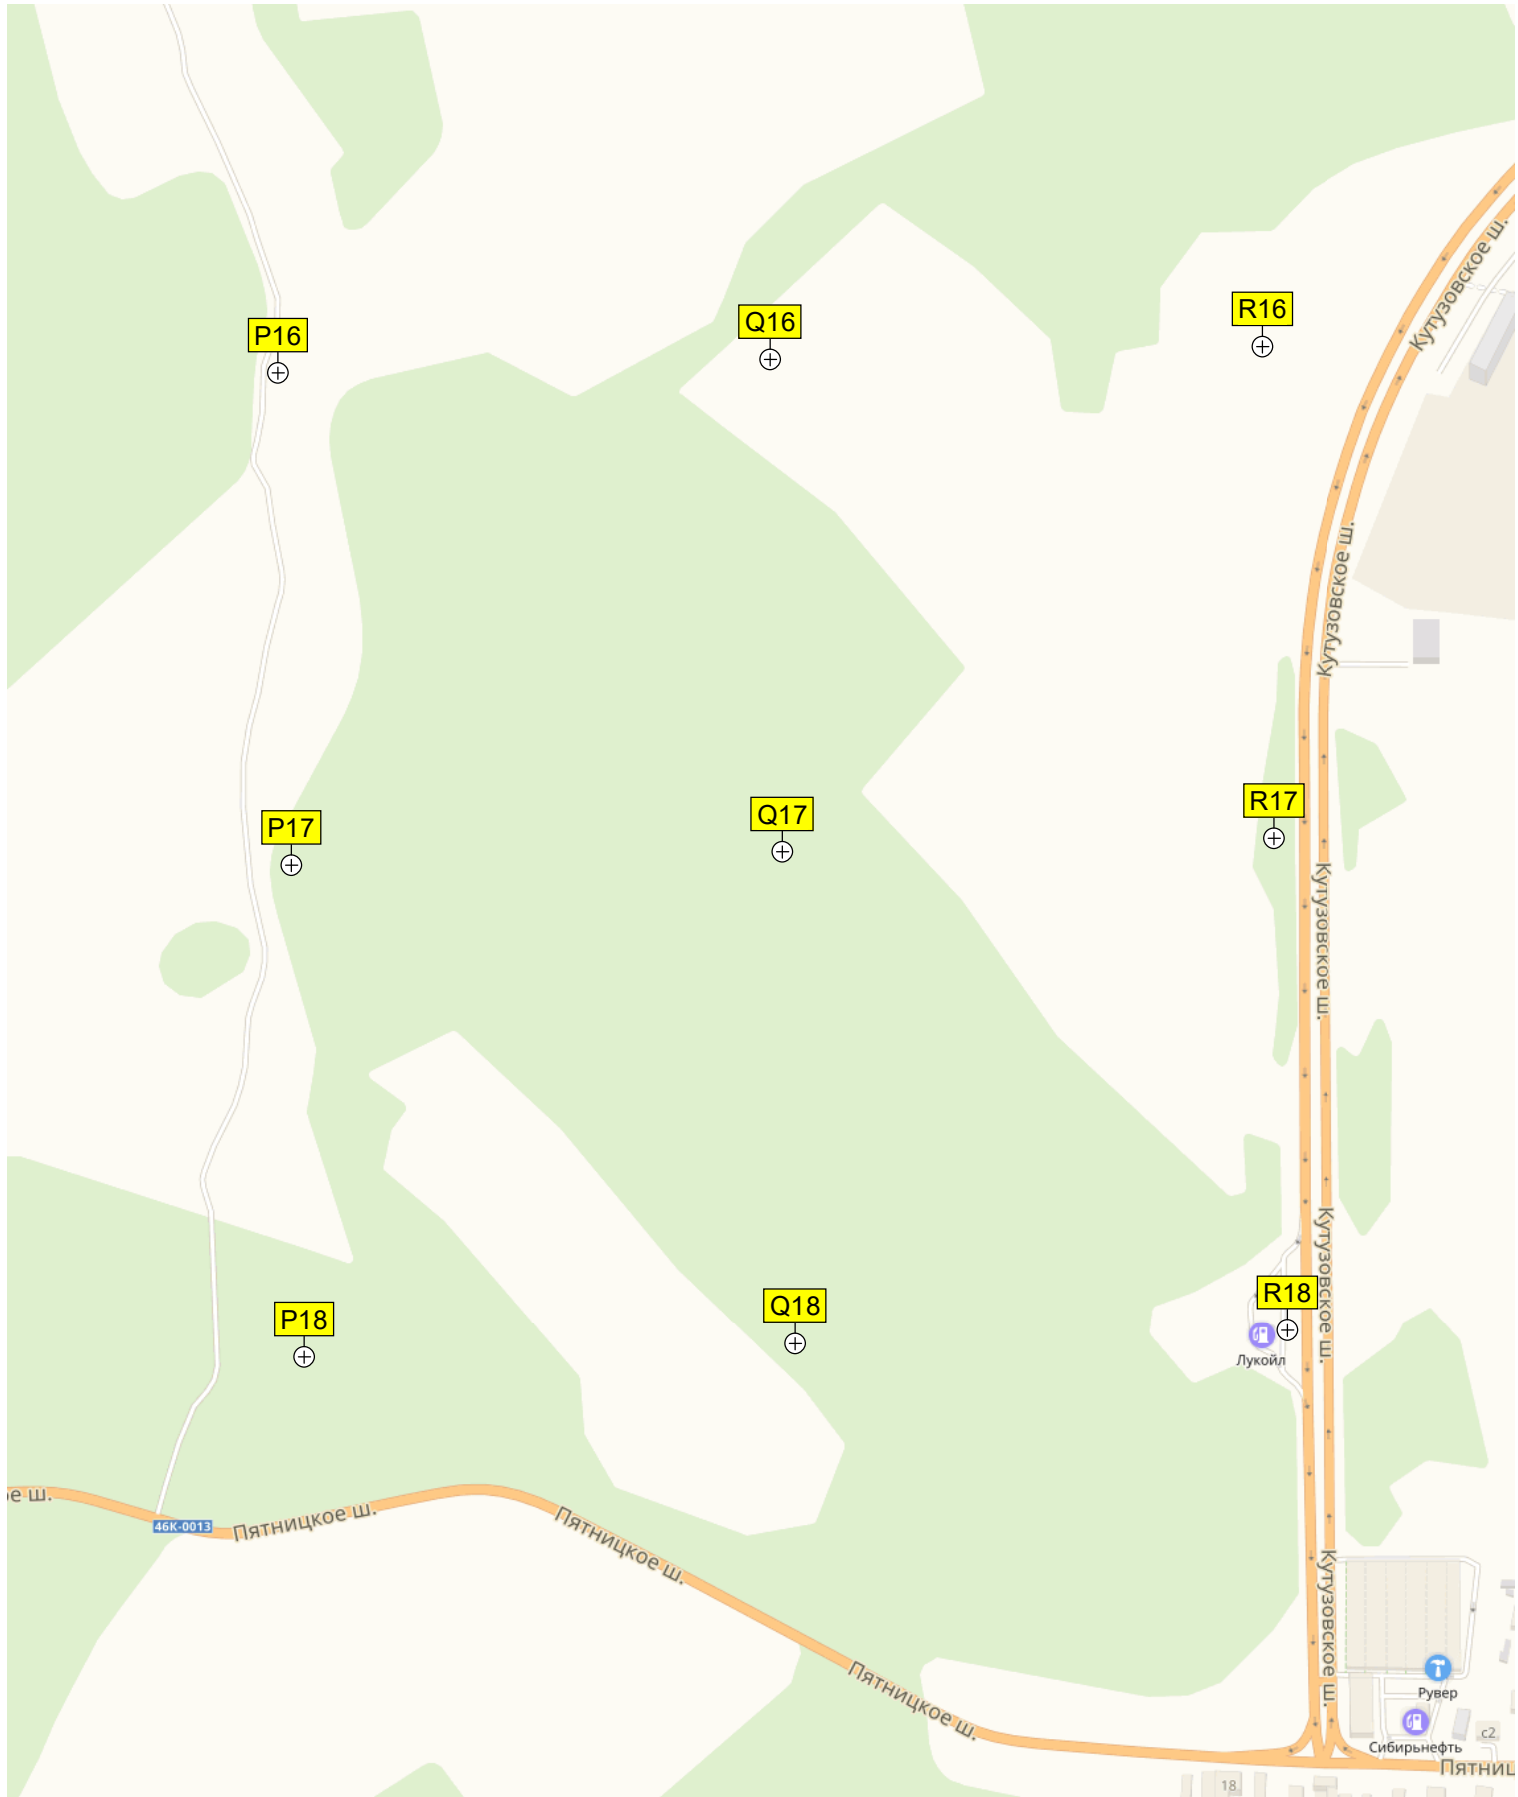 Кутузовское ш.
R16
Q16
P16
Кутузовское ш.
R17
Q17
P17
Кутузовское ш.
Кутузовское ш.
R18
Q18
P18
Лукойл
ое ш.
46К-0013
Пятницкое ш.
Пятницкое ш.
Кутузовское ш.
Пятницкое ш.
Рувер
с2
Сибирьнефть
Пятниц
18